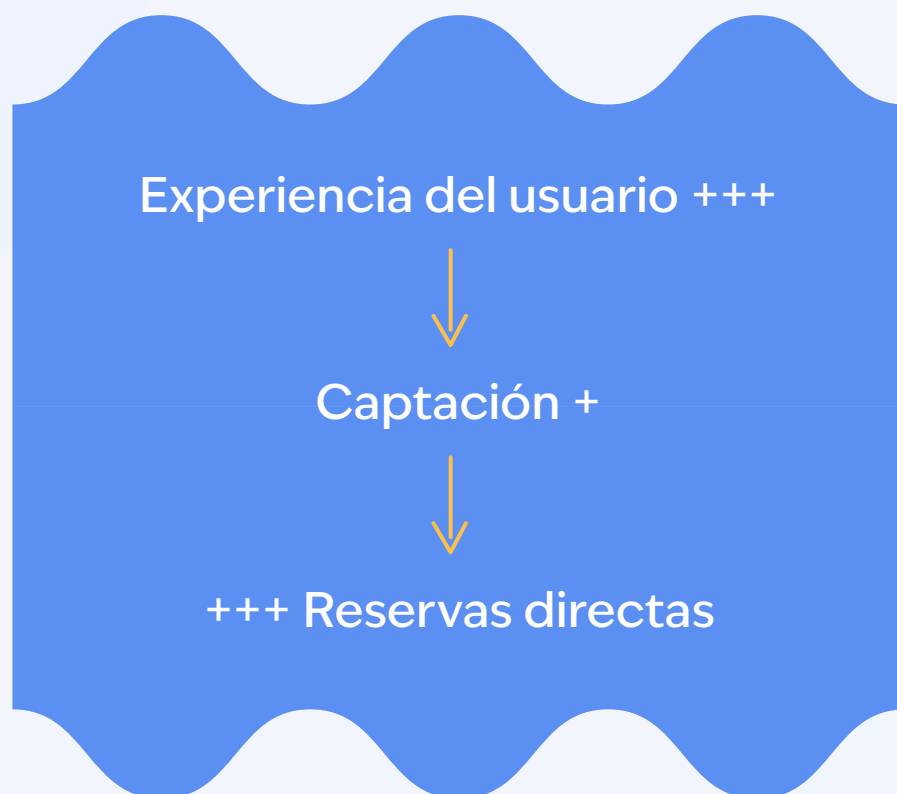 Experiencia del usuario +++
Captación +
+++ Reservas directas